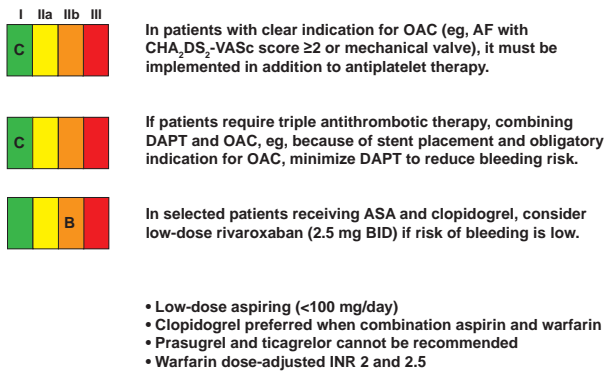 I IIa IIb III
C
In patients with clear indication for OAC (eg, AF with
CHA2DS2-VASc score ≥2 or mechanical valve), it must be
implemented in addition to antiplatelet therapy.
C
If patients require triple antithrombotic therapy, combining
DAPT and OAC, eg, because of stent placement and obligatory
indication for OAC, minimize DAPT to reduce bleeding risk.
B
In selected patients receiving ASA and clopidogrel, consider
low-dose rivaroxaban (2.5 mg BID) if risk of bleeding is low.
• Low-dose aspiring (<100 mg/day)
• Clopidogrel preferred when combination aspirin and warfarin
• Prasugrel and ticagrelor cannot be recommended
• Warfarin dose-adjusted INR 2 and 2.5